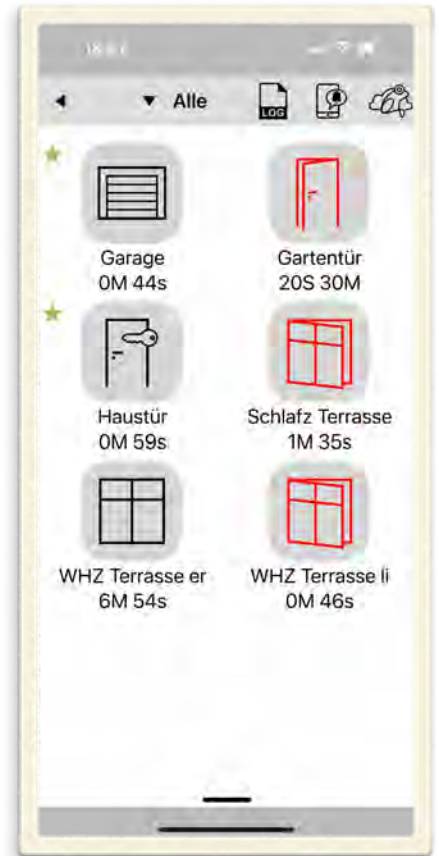 Alle
LOG
Garage
0M 44s
Gartentür
20S 30M
Haustür
0M 59s
Schlafz Terrasse
1M 35s
WHZ Terrasse er
6M 54s
WHZ Terrasse li
0M 46s